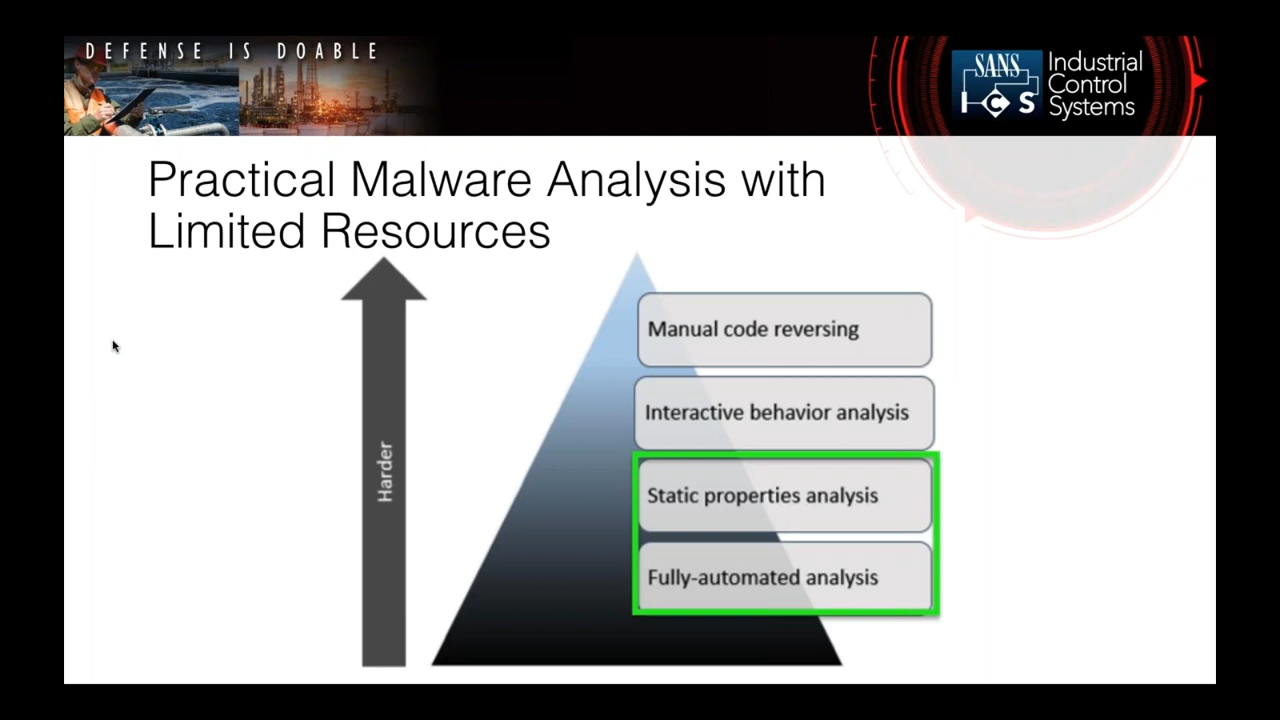 DEFENSE IS DOABLE
SANS
ICS
Industrial
Control
Systems
Practical Malware Analysis with
Limited Resources
Harder
Manual code reversing
Interactive behavior analysis
Static properties analysis
Fully-automated analysis